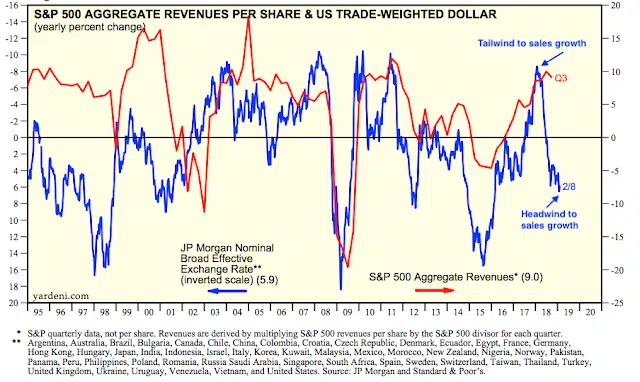 S&P 500 AGGREGATE REVENUES PER SHARE & US TRADE-WEIGHTED DOLLAR
(yearly percent change)
-16
-14
-12
-10
-8
-6
-4
-2
0
2
4
6
8
10
12
14
16
18
20
20
15
10
5
0
-5
-10
-15
-20
-25
Tailwind to
sales growth
Q3
2/8
Headwind to
sales growth
JP Morgan Nominal
Broad Effective
Exchange Rate**
(inverted scale) (5.9)
S&P 500 Aggregate Revenues* (9.0)
yardeni.com
95 96 97 98 99 00 01 02 03 04 05 06 07 08 09 10 11 12 13 14 15 16 17 18 19 20
* S&P quarterly data, not per share. Revenues are derived by multiplying S&P 500 revenues per share by the S&P 500 divisor for each quarter.
** Argentina, Australia, Brazil, Bulgaria, Canada, Chile, China, Colombia, Croatia, Czech Republic, Denmark, Ecuador, Egypt, France, Germany,
Hong Kong, Hungary, Japan, India, Indonesia, Israel, Italy, Korea, Kuwait, Malaysia, Mexico, Morocco, New Zealand, Nigeria, Norway, Pakistan,
Panama, Peru, Philippines, Poland, Romania, Russia Saudi Arabia, Singapore, South Africa, Spain, Sweden, Switzerland, Taiwan, Thailand, Turkey,
United Kingdom, Ukraine, Uruguay, Venezuela, Vietnam, and United States. Source: JP Morgan and Standard & Poor's.